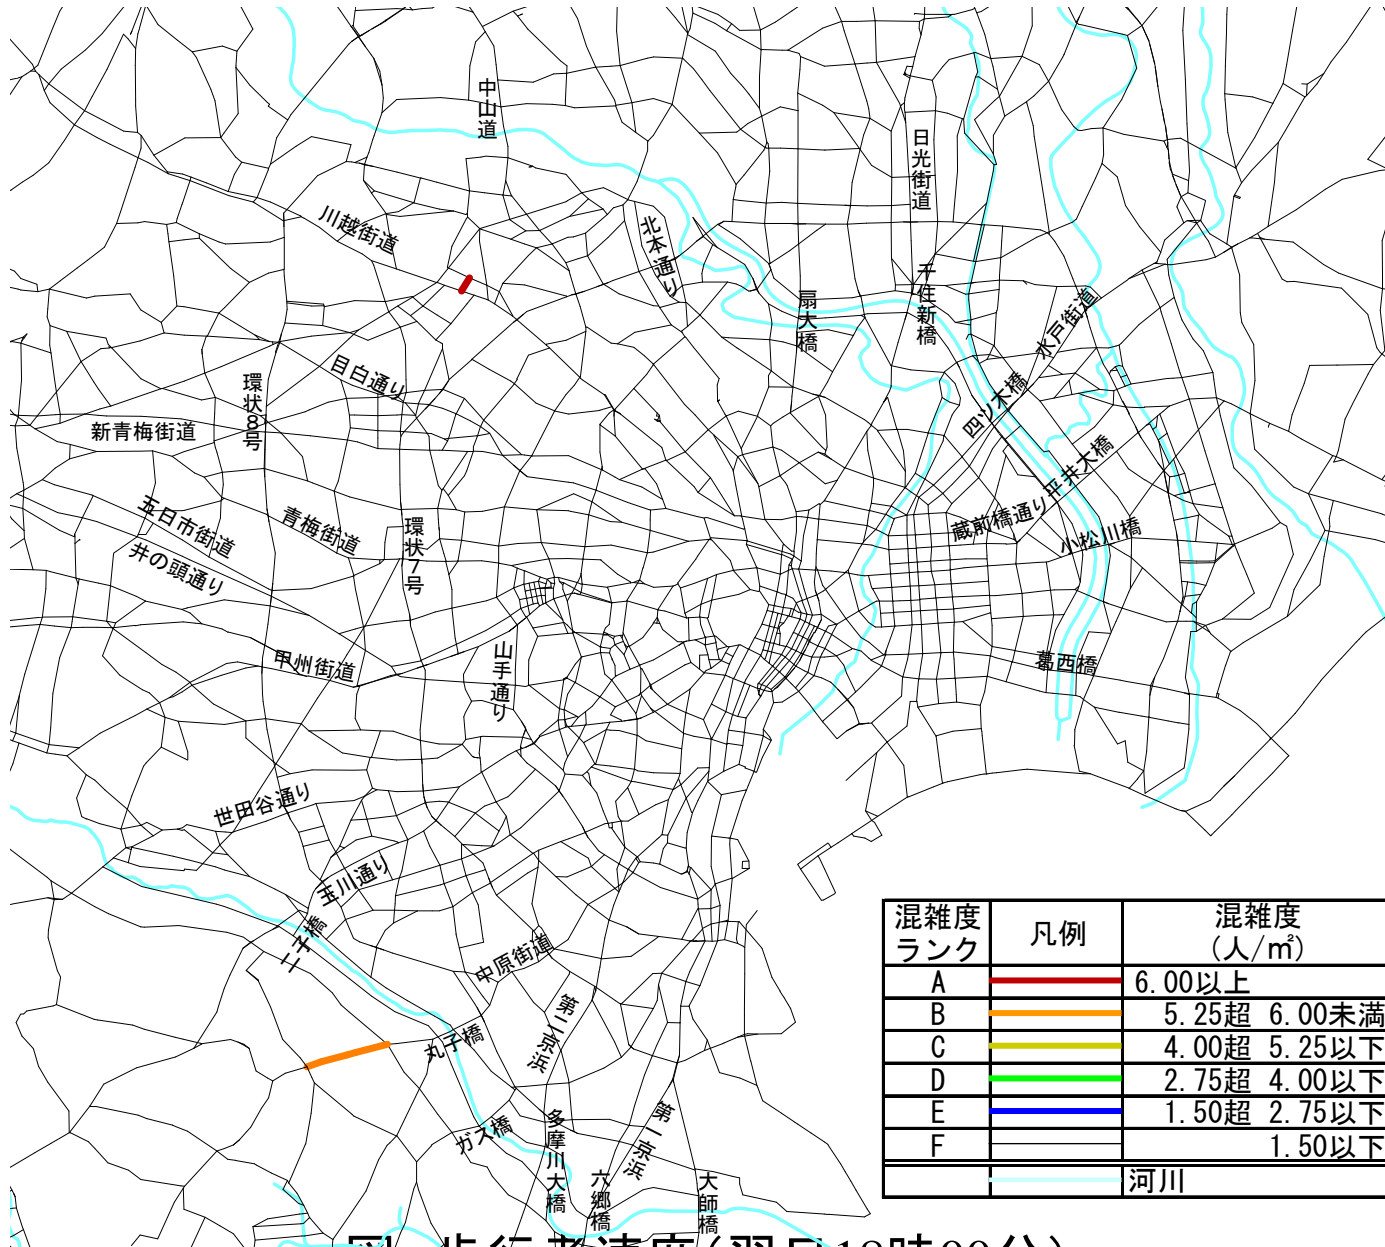 中山道
日光街道
川越街道
北本通り
千住新橋
扇大橋
水戸街道
目白通り
環状8号
四ツ木橋
新青梅街道
平井大橋
五日市街道
青梅街道
蔵前橋通り
環状7号
小松川橋
井の頭通り
甲州街道
山手通り
葛西橋
世田谷通り
玉川通り
二子橋
中原街道
第二京浜
丸子橋
ガス橋
多摩川大橋
第一京浜
六郷橋
大師橋
混雑度ランク 凡例 混雑度(人/㎡)
A 6.00以上
B 5.25超 6.00未満
C 4.00超 5.25以下
D 2.75超 4.00以下
E 1.50超 2.75以下
F 1.50以下
河川